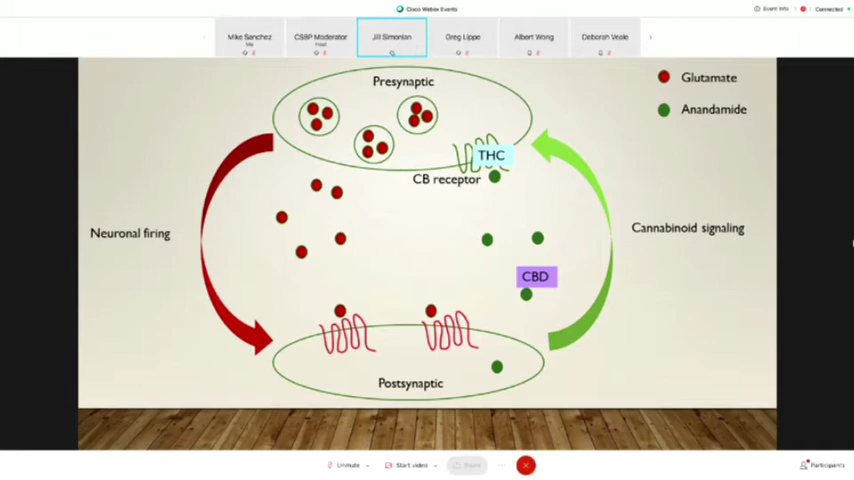 Cisco Webex Events
Event Info
Connected
Mike Sanchez
Me
CSBP Moderator
Host
Jill Simonian
Greg Lippe
Albert Wong
Deborah Veale
Presynaptic
Glutamate
Anandamide
THC
CB receptor
Neuronal firing
Cannabinoid signaling
CBD
Postsynaptic
Unmute
Start video
Share
Participants